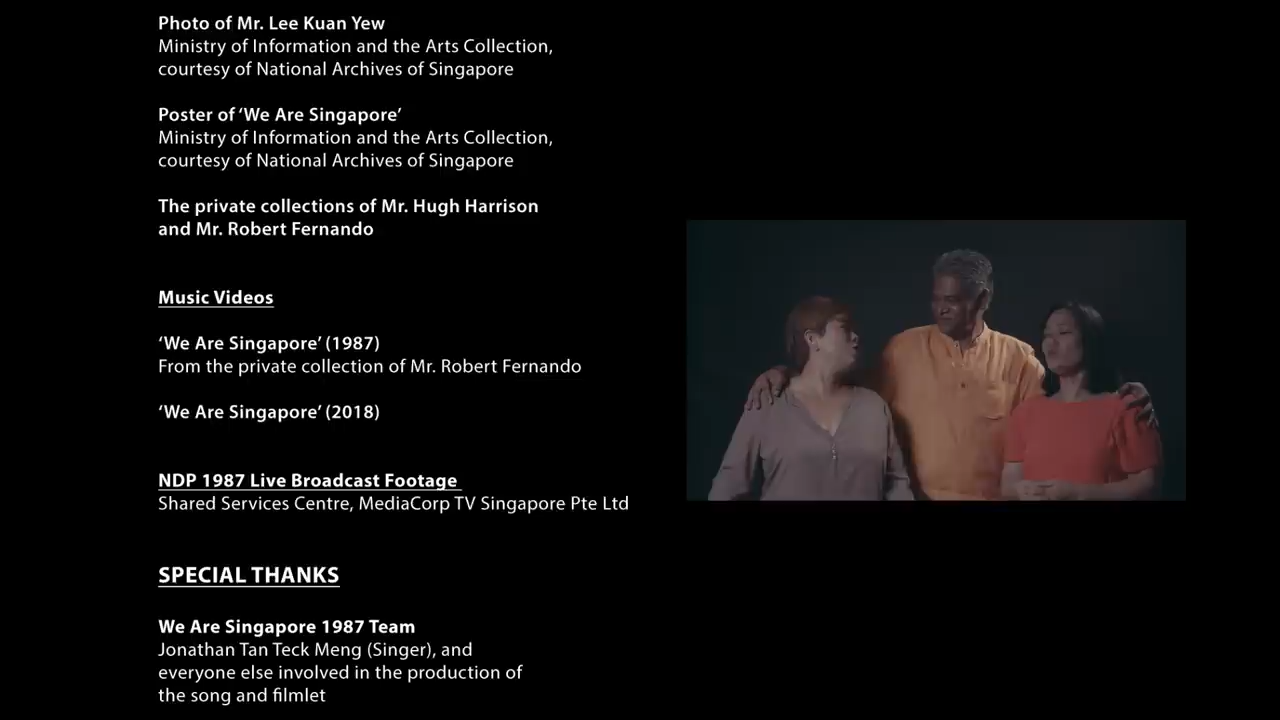 Photo of Mr. Lee Kuan Yew
Ministry of Information and the Arts Collection,
courtesy of National Archives of Singapore
Poster of ‘We Are Singapore’
Ministry of Information and the Arts Collection,
courtesy of National Archives of Singapore
The private collections of Mr. Hugh Harrison
and Mr. Robert Fernando
Music Videos
‘We Are Singapore’ (1987)
From the private collection of Mr. Robert Fernando
‘We Are Singapore’ (2018)
NDP 1987 Live Broadcast Footage
Shared Services Centre, MediaCorp TV Singapore Pte Ltd
SPECIAL THANKS
We Are Singapore 1987 Team
Jonathan Tan Teck Meng (Singer), and
everyone else involved in the production of
the song and filmlet